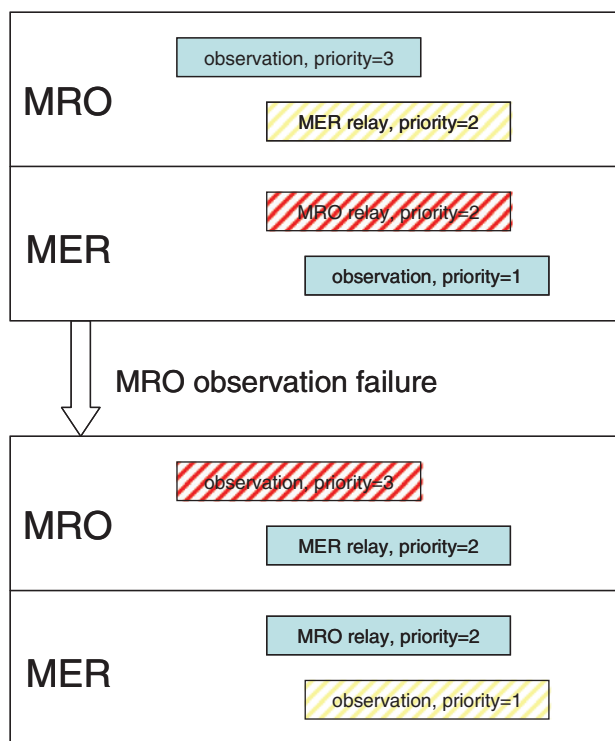 MRO
observation, priority=3
MER relay, priority=2
MER
MRO relay, priority=2
observation, priority=1
MRO observation failure
MRO
observation, priority=3
MER relay, priority=2
MER
MRO relay, priority=2
observation, priority=1